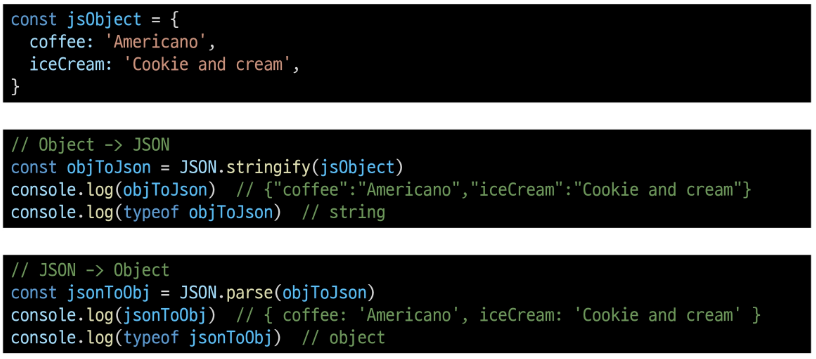 const jsObject = {
  coffee: 'Americano',
  iceCream: 'Cookie and cream',
}
// Object -> JSON
const objToJson = JSON.stringify(jsObject)
console.log(objToJson)  // {"coffee":"Americano","iceCream":"Cookie and cream"}
console.log(typeof objToJson)  // string
// JSON -> Object
const jsonToObj = JSON.parse(objToJson)
console.log(jsonToObj)  // { coffee: 'Americano', iceCream: 'Cookie and cream' }
console.log(typeof jsonToObj)  // object